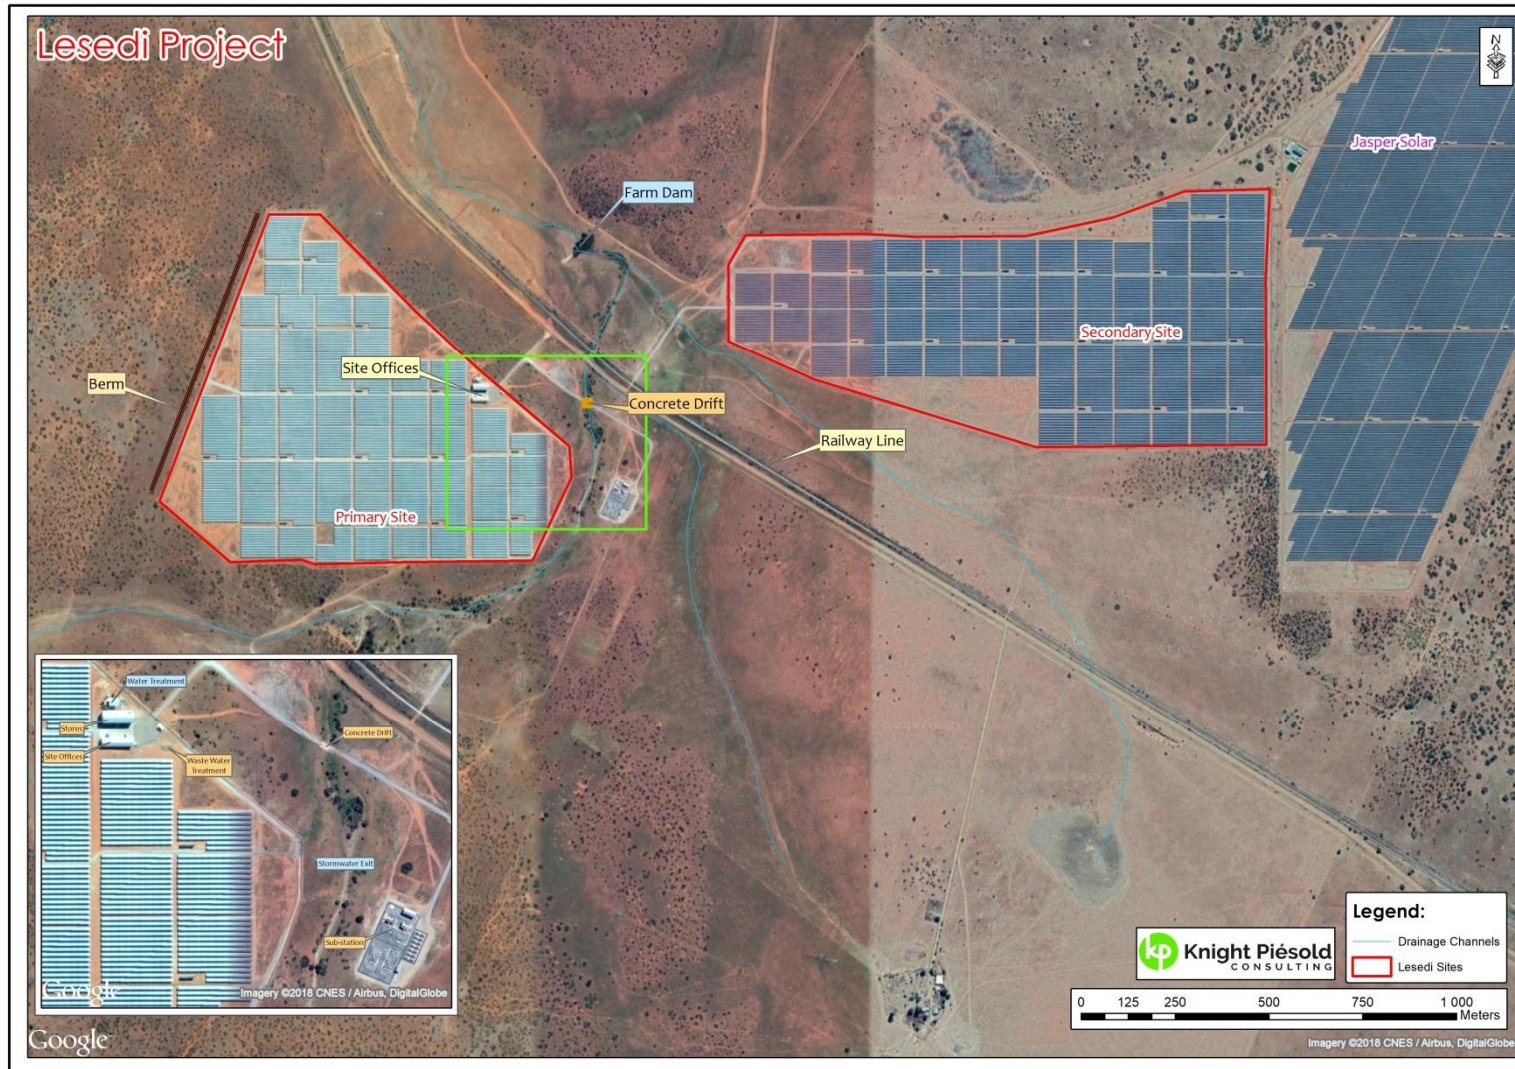 Lesedi Project
N
Jasper Solar
Farm Dam
Secondary Site
Site Offices
Berm
Concrete Drift
Railway Line
Primary Site
Water Treatment
Stores
Concrete Drift
Site Offices
Waste Water
Treatment
Stormwater Exit
Sub-station
Google
Imagery ©2018 CNES / Airbus, DigitalGlobe
Legend:
Drainage Channels
Lesedi Sites
kp Knight Piésold
CONSULTING
0 125 250 500 750 1 000
Meters
Google
Imagery ©2018 CNES / Airbus, DigitalGlobe